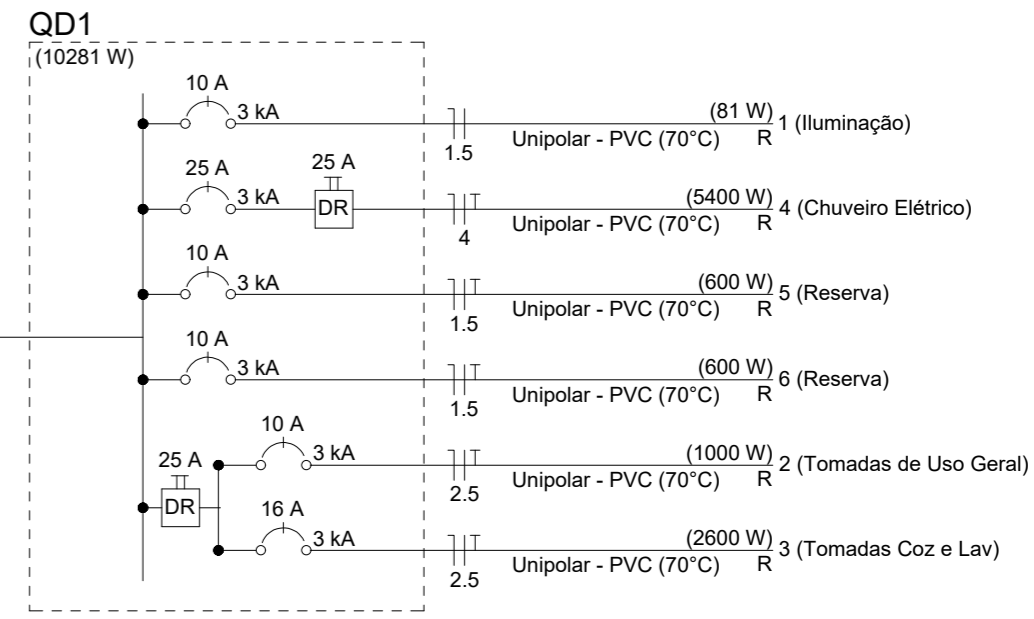 QD1
(10281 W)
10 A
3 kA
1.5
(81 W)
Unipolar - PVC (70°C) R
1 (Iluminação)
25 A
3 kA
25 A
DR
4
(5400 W)
Unipolar - PVC (70°C) R
4 (Chuveiro Elétrico)
10 A
3 kA
1.5
(600 W)
Unipolar - PVC (70°C) R
5 (Reserva)
10 A
3 kA
1.5
(600 W)
Unipolar - PVC (70°C) R
6 (Reserva)
25 A
DR
10 A
3 kA
2.5
(1000 W)
Unipolar - PVC (70°C) R
2 (Tomadas de Uso Geral)
16 A
3 kA
2.5
(2600 W)
Unipolar - PVC (70°C) R
3 (Tomadas Coz e Lav)